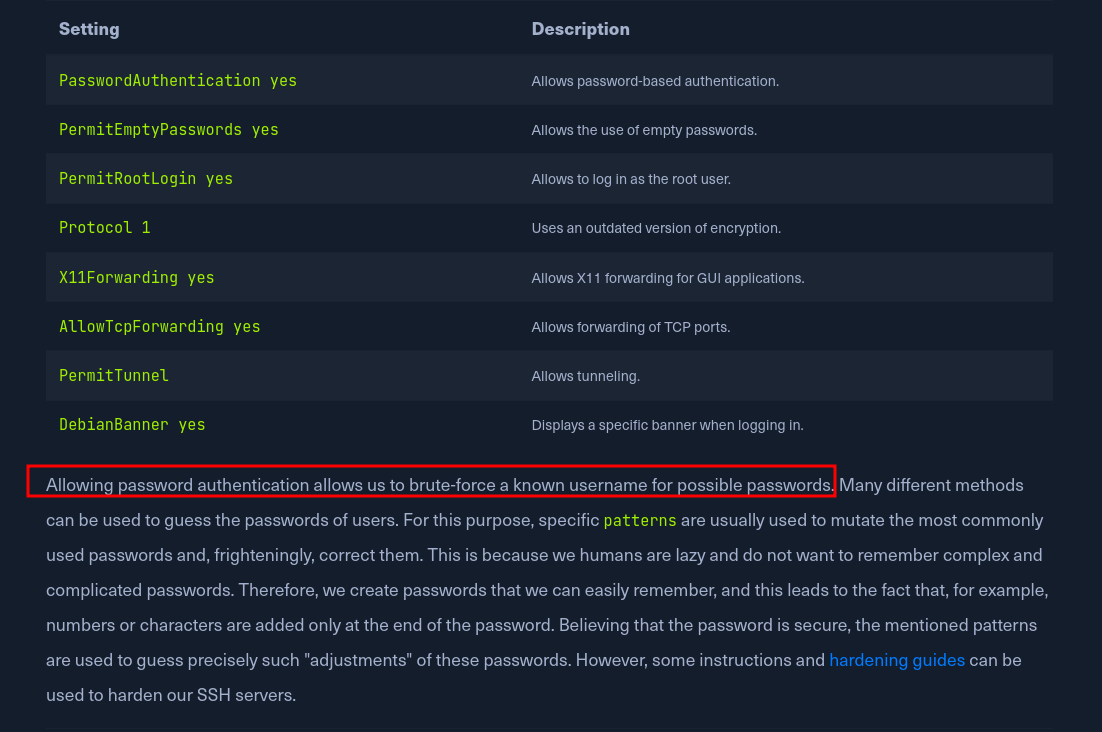 Setting Description
PasswordAuthentication yes Allows password-based authentication.
PermitEmptyPasswords yes Allows the use of empty passwords.
PermitRootLogin yes Allows to log in as the root user.
Protocol 1 Uses an outdated version of encryption.
X11Forwarding yes Allows X11 forwarding for GUI applications.
AllowTcpForwarding yes Allows forwarding of TCP ports.
PermitTunnel Allows tunneling.
DebianBanner yes Displays a specific banner when logging in.
Allowing password authentication allows us to brute-force a known username for possible passwords. Many different methods
can be used to guess the passwords of users. For this purpose, specific patterns are usually used to mutate the most commonly
used passwords and, frighteningly, correct them. This is because we humans are lazy and do not want to remember complex and
complicated passwords. Therefore, we create passwords that we can easily remember, and this leads to the fact that, for example,
numbers or characters are added only at the end of the password. Believing that the password is secure, the mentioned patterns
are used to guess precisely such "adjustments" of these passwords. However, some instructions and hardening guides can be
used to harden our SSH servers.